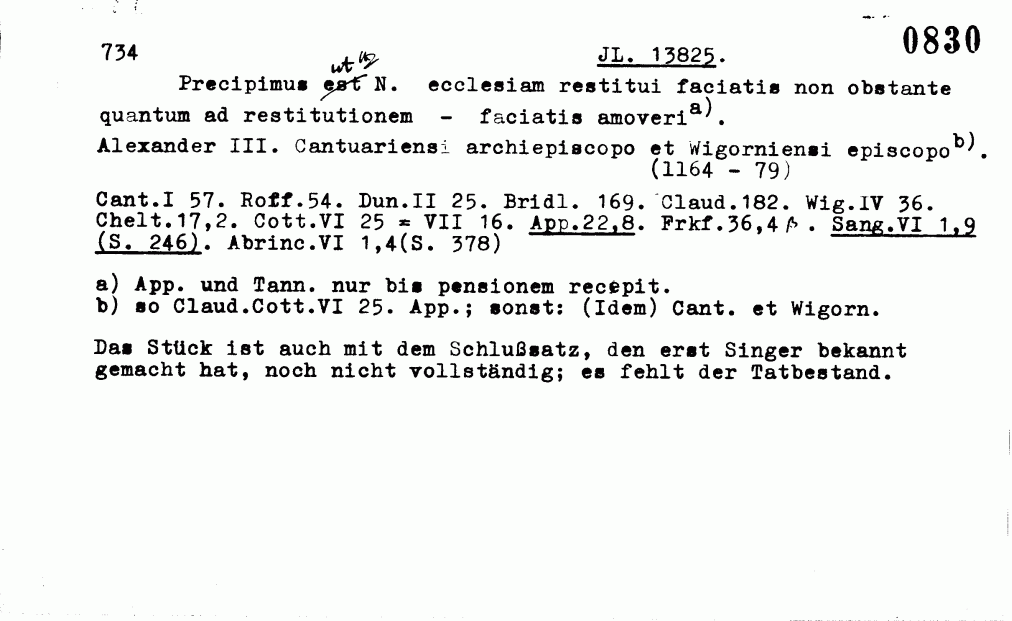 0830
734 JL. 13825.
ut
Precipimus est N. ecclesiam restitui faciatis non obstante
quantum ad restitutionem - faciatis amoveri a).
Alexander III. Cantuariensi archiepiscopo et Wigorniensi episcopo b).
(1164 - 79)
Cant.I 57. Roff.54. Dun.II 25. Bridl. 169. Claud.182. Wig.IV 36.
Chelt.17,2. Cott.VI 25 = VII 16. App.22,8. Frkf.36,4 β. Sang.VI 1,9
(S. 246). Abrinc.VI 1,4(S. 378)
a) App. und Tann. nur bis pensionem recepit.
b) so Claud.Cott.VI 25. App.; sonst: (Idem) Cant. et Wigorn.
Das Stück ist auch mit dem Schlußsatz, den erst Singer bekannt
gemacht hat, noch nicht vollständig; es fehlt der Tatbestand.